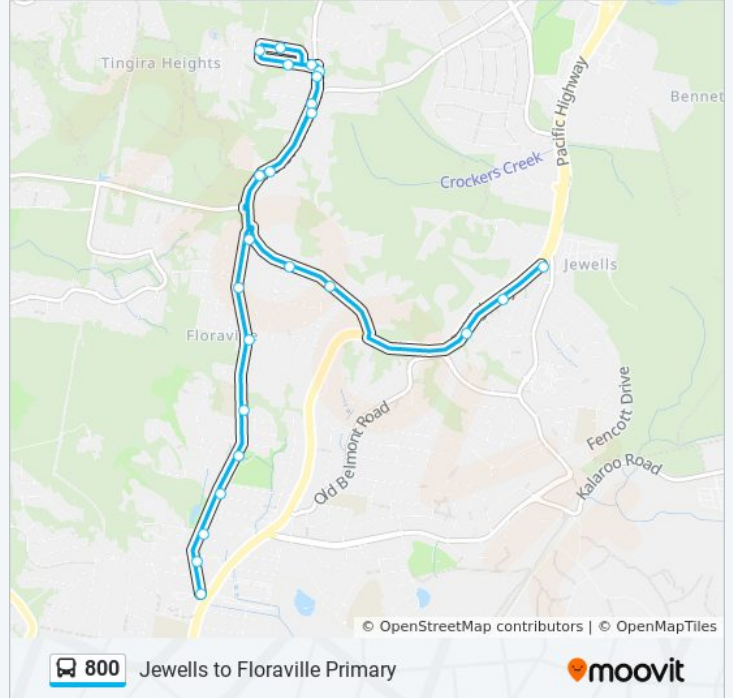 Tingira Heights
Pacific Highway
Bennet
Crockers Creek
Jewells
Floraville
Old Belmont Road
Fencott Drive
Kalaroo Road
© OpenStreetMap contributors | © OpenMapTiles
800 Jewells to Floraville Primary
moovit